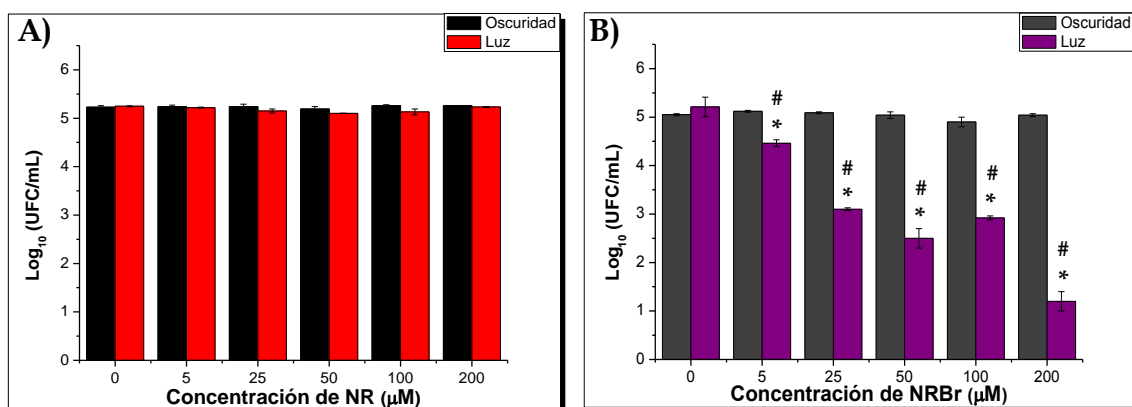 A)
Oscuridad
Luz
6
5
4
3
2
1
0
Log₁₀ (UFC/mL)
0 5 25 50 100 200
Concentración de NR (μM)
B)
Oscuridad
Luz
6
5
4
3
2
1
0
Log₁₀ (UFC/mL)
#
*
#
*
#
*
#
*
#
*
0 5 25 50 100 200
Concentración de NRBr (μM)